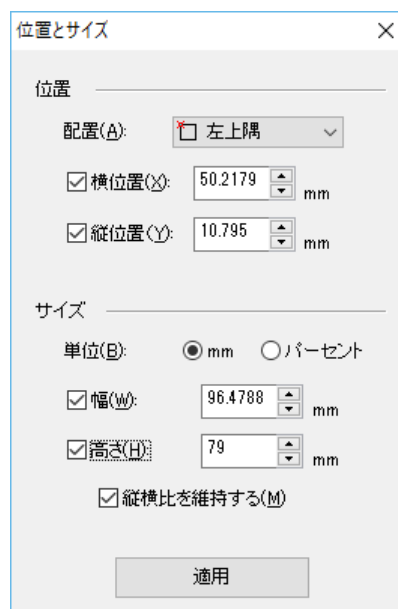 位置とサイズ
位置
配置(A): 左上隅
横位置(X): 50.2179 mm
縦位置(Y): 10.795 mm
サイズ
単位(B): mm パーセント
幅(W): 96.4788 mm
高さ(H): 79 mm
縦横比を維持する(M)
適用